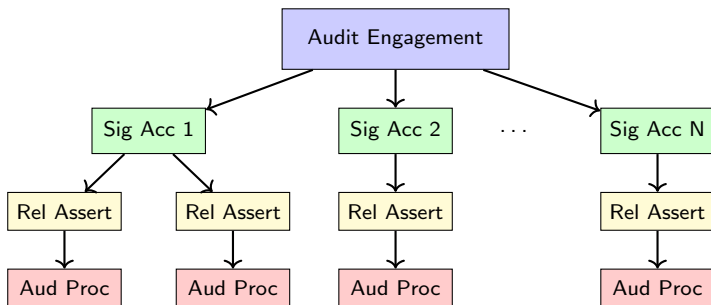 Audit Engagement
Sig Acc 1
Sig Acc 2
...
Sig Acc N
Rel Assert
Rel Assert
Rel Assert
Rel Assert
Aud Proc
Aud Proc
Aud Proc
Aud Proc